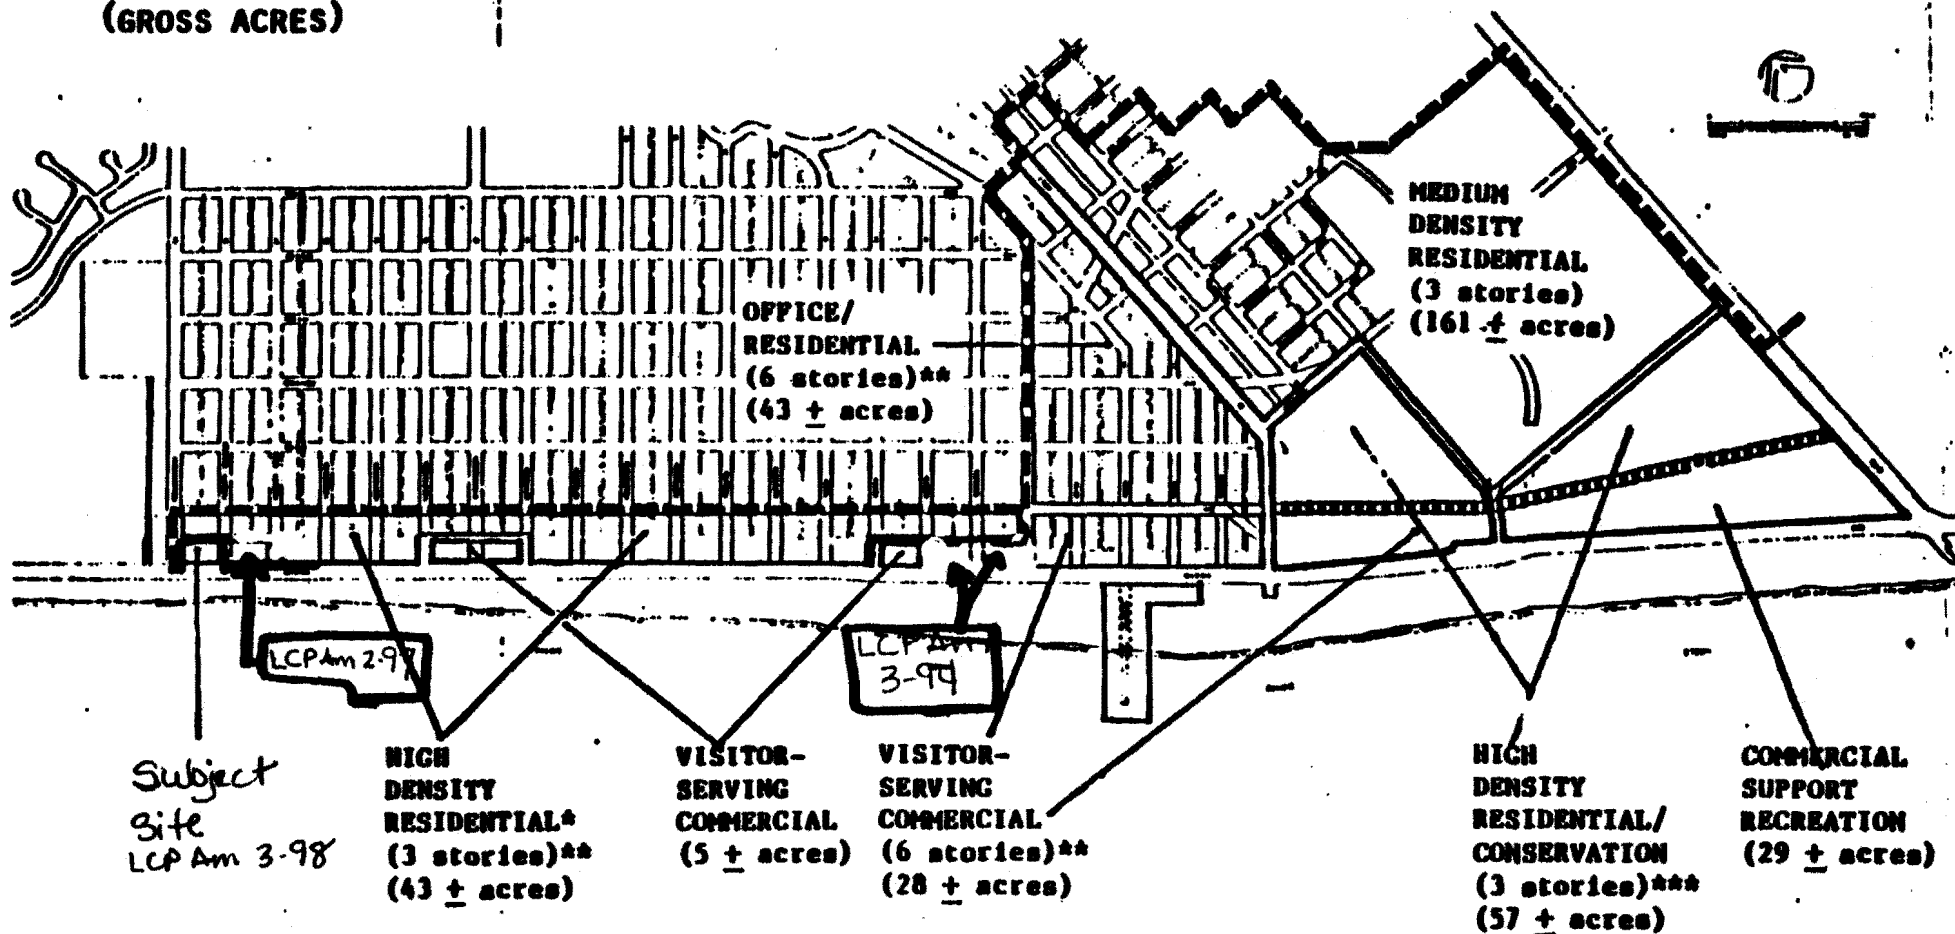 (GROSS ACRES)
MEDIUM
DENSITY
RESIDENTIAL
(3 stories)
(161 ± acres)
OFFICE/
RESIDENTIAL
(6 stories)**
(43 ± acres)
LCP Am 2-97
LCP Am
3-94
Subject
Site
LCP Am 3-98
HIGH
DENSITY
RESIDENTIAL*
(3 stories)**
(43 ± acres)
VISITOR-
SERVING
COMMERCIAL
(5 ± acres)
VISITOR-
SERVING
COMMERCIAL
(6 stories)**
(28 ± acres)
HIGH
DENSITY
RESIDENTIAL/
CONSERVATION
(3 stories)***
(57 ± acres)
COMMERCIAL
SUPPORT
RECREATION
(29 ± acres)